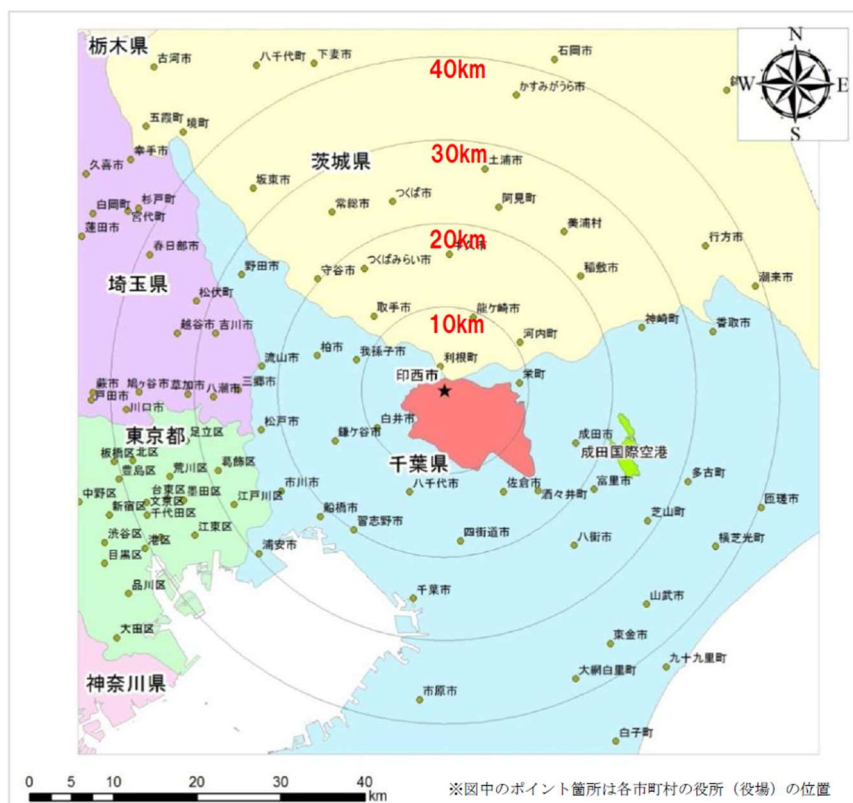 栃木県
古河市
八千代町
下妻市
石岡市
N
W
E
S
40km
かすみがうら市
五霞町
境町
幸手市
久喜市
茨城県
30km
土浦市
坂東市
つくば市
常総市
阿見町
白岡町
杉戸町
宮代町
蓮田市
美浦村
行方市
春日部市
20km
野田市
守谷市
つくばみらい市
稲敷市
潮来市
埼玉県
松伏町
取手市
龍ケ崎市
10km
越谷市
吉川市
河内町
神崎町
香取市
流山市
柏市
我孫子市
利根町
印西市
栄町
蕨市
戸田市
鳩ヶ谷市
草加市
八潮市
三郷市
川口市
東京都
足立区
松戸市
鎌ケ谷市
白井市
成田市
成田国際空港
千葉県
板橋区
北区
豊島区
荒川区
葛飾区
中野区
台東区
墨田区
文京区
江戸川区
市川市
八千代市
佐倉市
酒々井町
富里市
多古町
匝瑳市
新宿区
千代田区
船橋市
習志野市
芝山町
渋谷区
港区
江東区
目黒区
浦安市
四街道市
八街市
横芝光町
品川区
千葉市
山武市
大田区
東金市
神奈川県
大網白里町
九十九里町
市原市
白子町
0 5 10 20 30 40
km
※図中のポイント箇所は各市町村の役所（役場）の位置